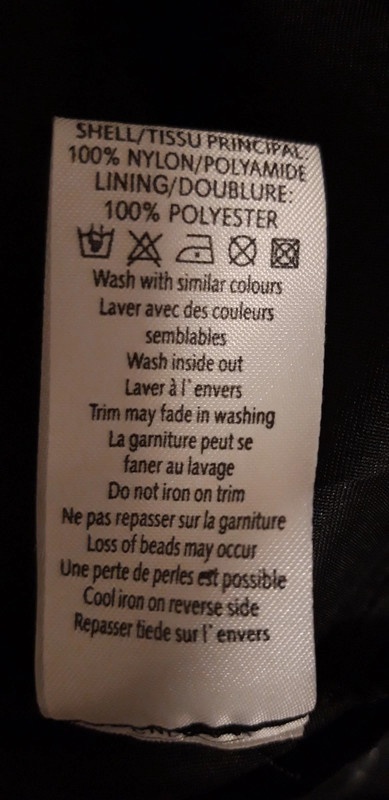 SHELL/TISSU PRINCIPAL:
100% NYLON/POLYAMIDE
LINING/DOUBLURE:
100% POLYESTER
Wash with similar colours
Laver avec des couleurs
semblables
Wash inside out
Laver à l'envers
Trim may fade in washing
La garniture peut se
faner au lavage
Do not iron on trim
Ne pas repasser sur la garniture
Loss of beads may occur
Une perte de perles est possible
Cool iron on reverse side
Repasser tiede sur l'envers